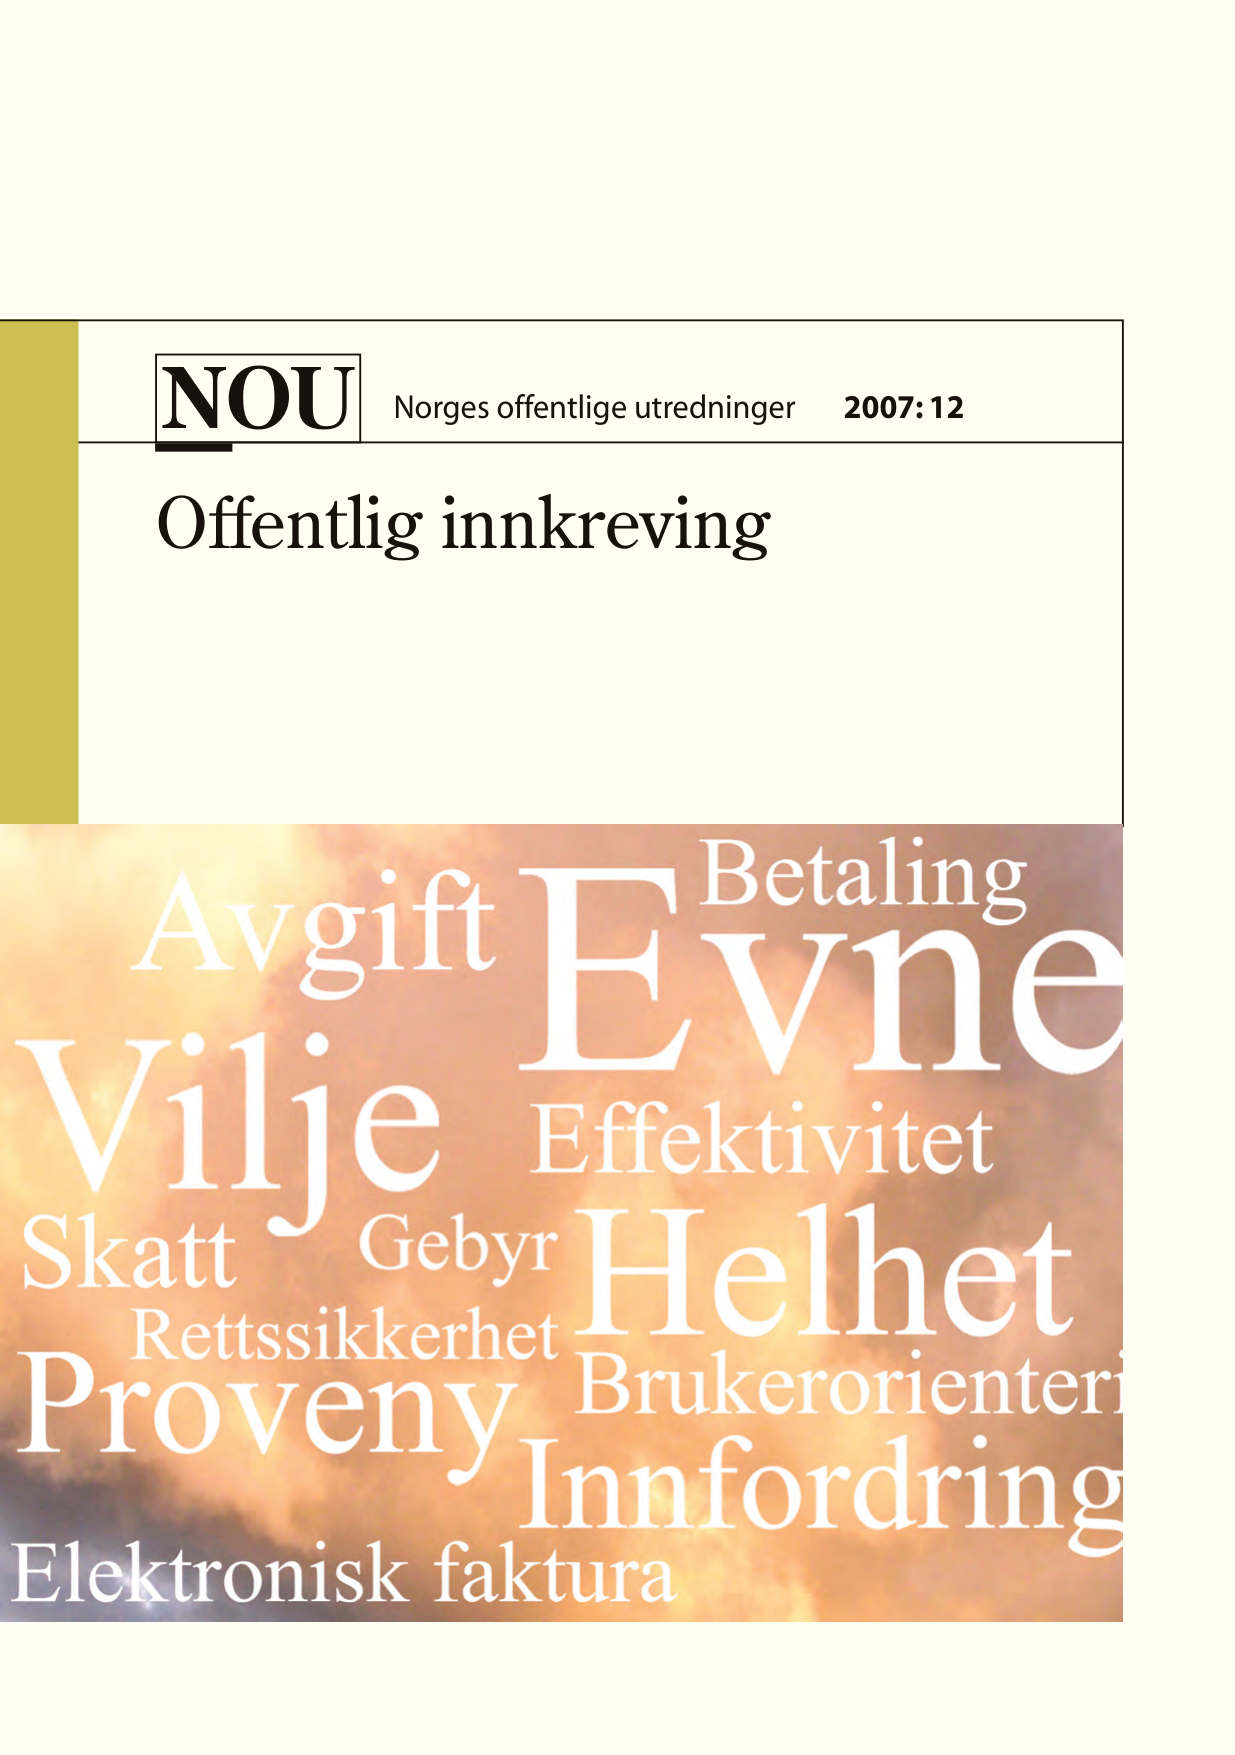 NOU Norges offentlige utredninger 2007: 12
Offentlig innkreving
Betaling
Avgift
Evne
Vilje
Effektivitet
Skatt
Gebyr
Helhet
Rettssikkerhet
Proveny
Brukerorienteri
Innfordring
Elektronisk faktura